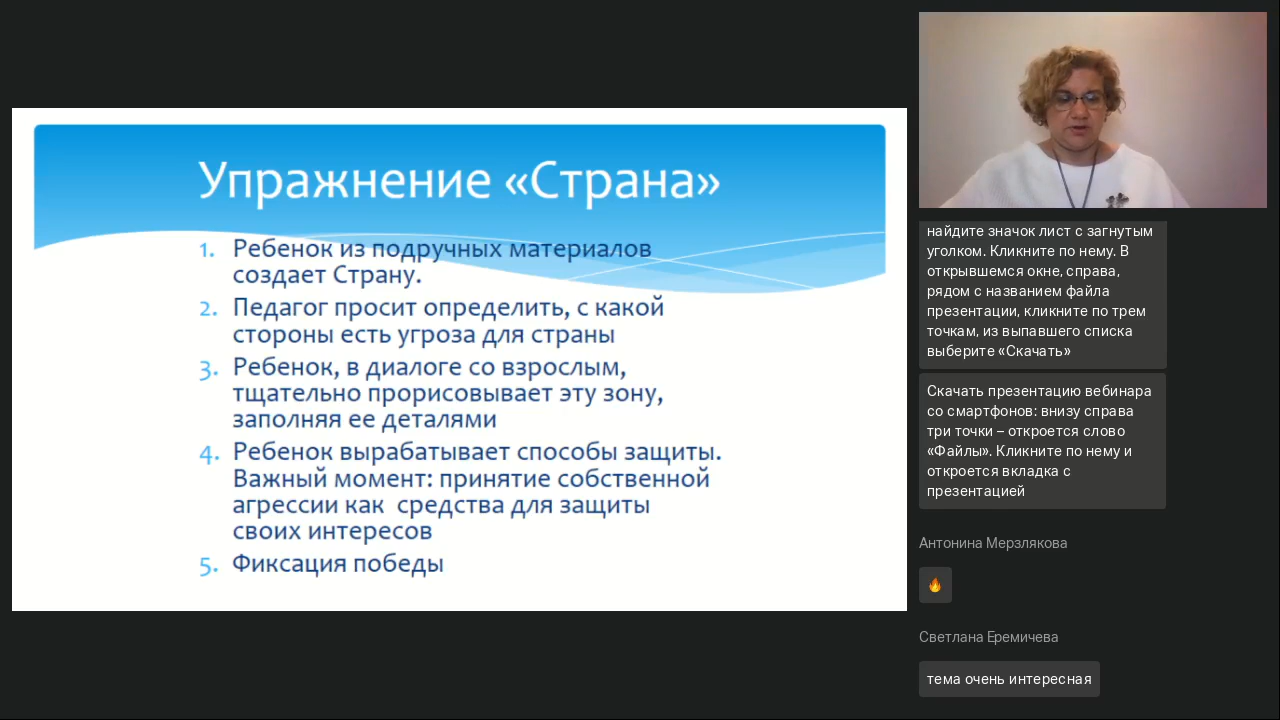 Упражнение «Страна»
1. Ребенок из подручных материалов
создает Страну.
2. Педагог просит определить, с какой
стороны есть угроза для страны
3. Ребенок, в диалоге со взрослым,
тщательно прорисовывает эту зону,
заполняя ее деталями
4. Ребенок вырабатывает способы защиты.
Важный момент: принятие собственной
агрессии как средства для защиты
своих интересов
5. Фиксация победы
найдите значок лист с загнутым
уголком. Кликните по нему. В
открывшемся окне, справа,
рядом с названием файла
презентации, кликните по трем
точкам, из выпавшего списка
выберите «Скачать»
Скачать презентацию вебинара
со смартфонов: внизу справа
три точки – откроется слово
«Файлы». Кликните по нему и
откроется вкладка с
презентацией
Антонина Мерзлякова
🔥
Светлана Еремичева
тема очень интересная